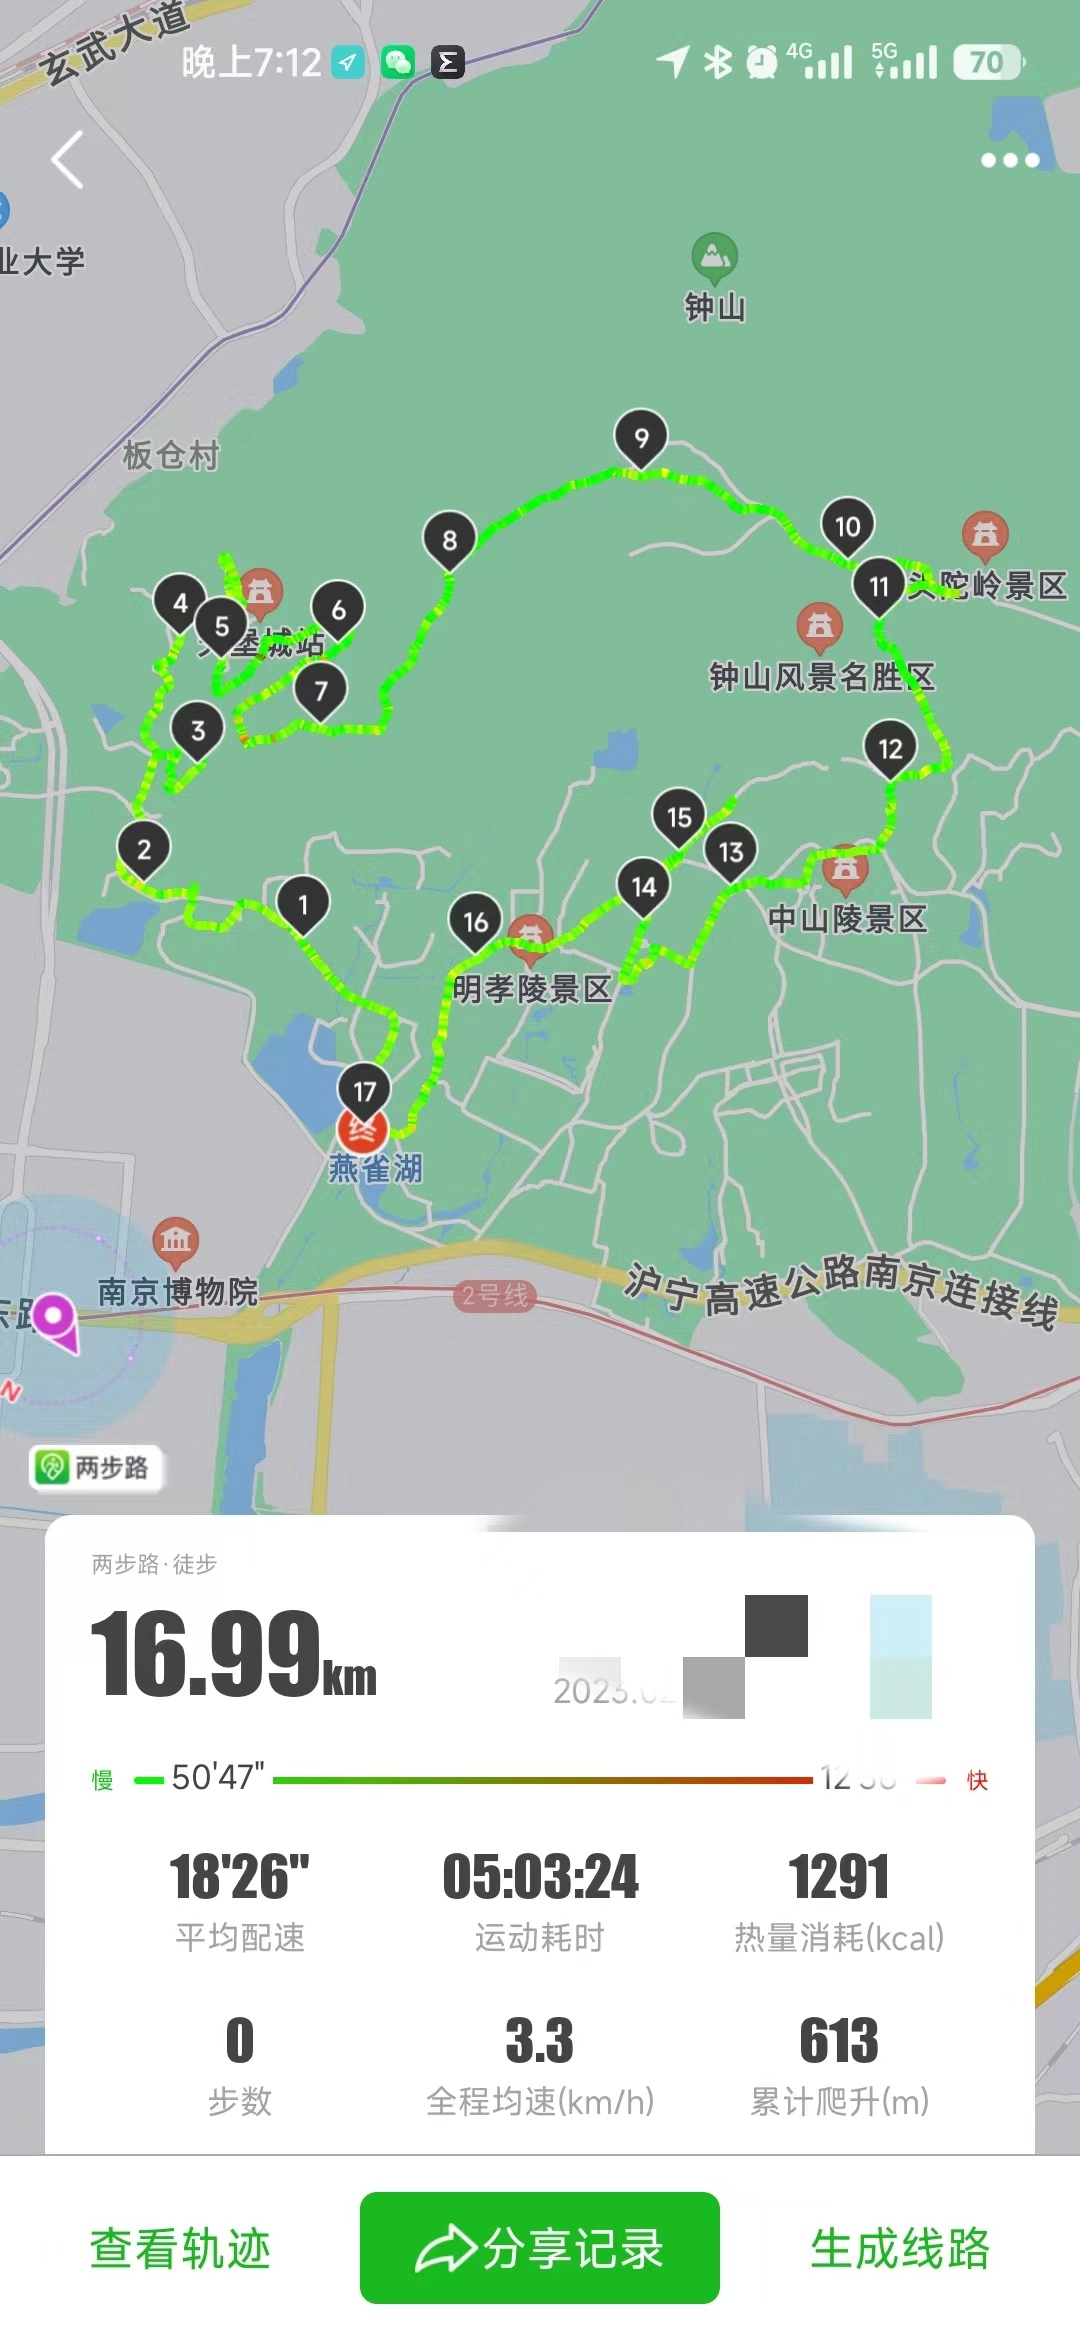 玄武大道
晚上7:12
4G
5G
70
业大学
钟山
板仓村
9
8
10
11
头陀岭景区
4
5
6
堡城站
钟山风景名胜区
7
3
12
2
15
13
14
1
16
中山陵景区
明孝陵景区
17
终
燕雀湖
南京博物院
2号线
沪宁高速公路南京连接线
N
两步路
两步路·徒步
16.99km
慢
50'47"
快
18'26"
05:03:24
1291
平均配速
运动耗时
热量消耗(kcal)
0
3.3
613
步数
全程均速(km/h)
累计爬升(m)
查看轨迹
分享记录
生成线路